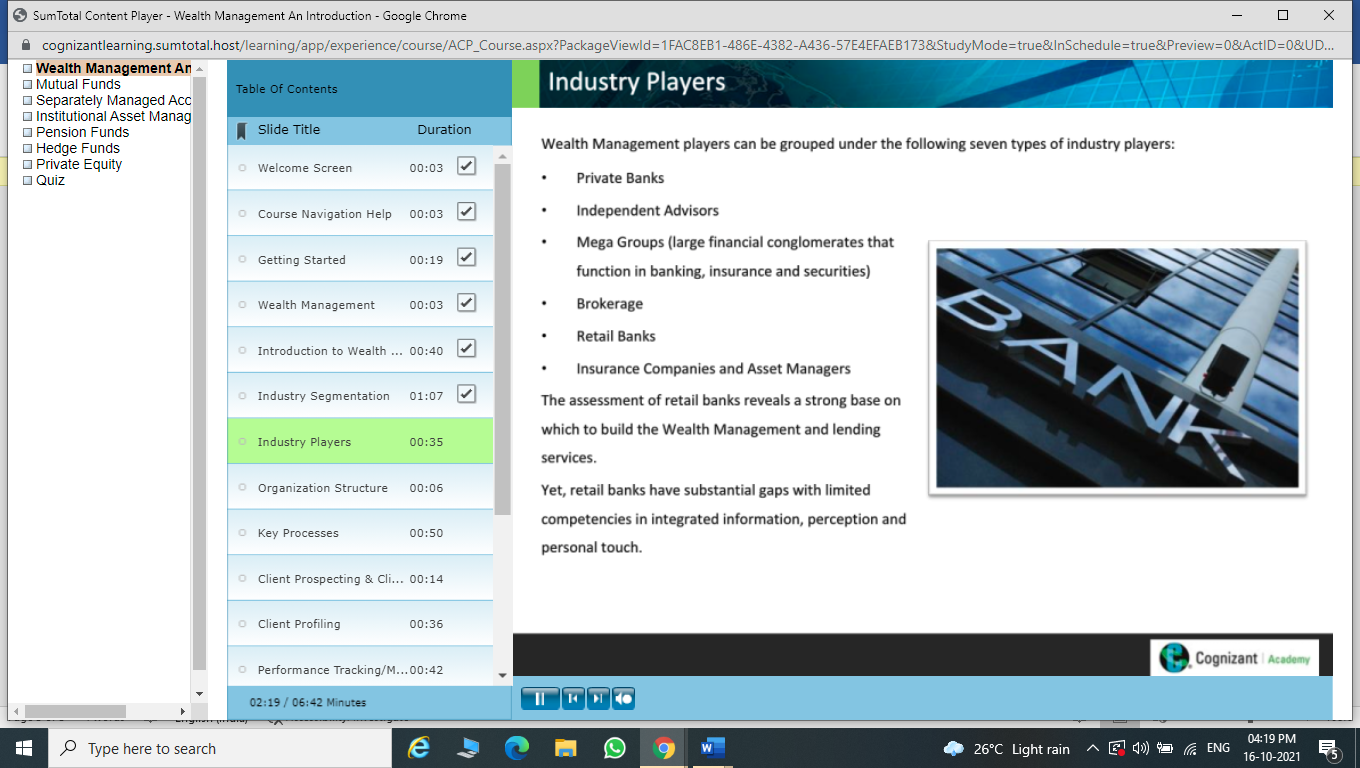 SumTotal Content Player - Wealth Management An Introduction - Google Chrome
cognizantlearning.sumtotal.host/learning/app/experience/course/ACP_Course.aspx?PackageViewId=1FAC8EB1-486E-4382-A436-57E4EFAEB173&StudyMode=true&InSchedule=true&Preview=0&ActID=0&UD...
Wealth Management An
Mutual Funds
Separately Managed Acc
Institutional Asset Manag
Pension Funds
Hedge Funds
Private Equity
Quiz
Table Of Contents
Slide Title Duration
Welcome Screen 00:03
Course Navigation Help 00:03
Getting Started 00:19
Wealth Management 00:03
Introduction to Wealth ... 00:40
Industry Segmentation 01:07
Industry Players 00:35
Organization Structure 00:06
Key Processes 00:50
Client Prospecting & Cli... 00:14
Client Profiling 00:36
Performance Tracking/M... 00:42
02:19 / 06:42 Minutes
Industry Players
Wealth Management players can be grouped under the following seven types of industry players:
• Private Banks
• Independent Advisors
• Mega Groups (large financial conglomerates that
function in banking, insurance and securities)
• Brokerage
• Retail Banks
• Insurance Companies and Asset Managers
The assessment of retail banks reveals a strong base on
which to build the Wealth Management and lending
services.
Yet, retail banks have substantial gaps with limited
competencies in integrated information, perception and
personal touch.
BANK
Cognizant | Academy
Type here to search
26°C Light rain
ENG
04:19 PM
16-10-2021
5